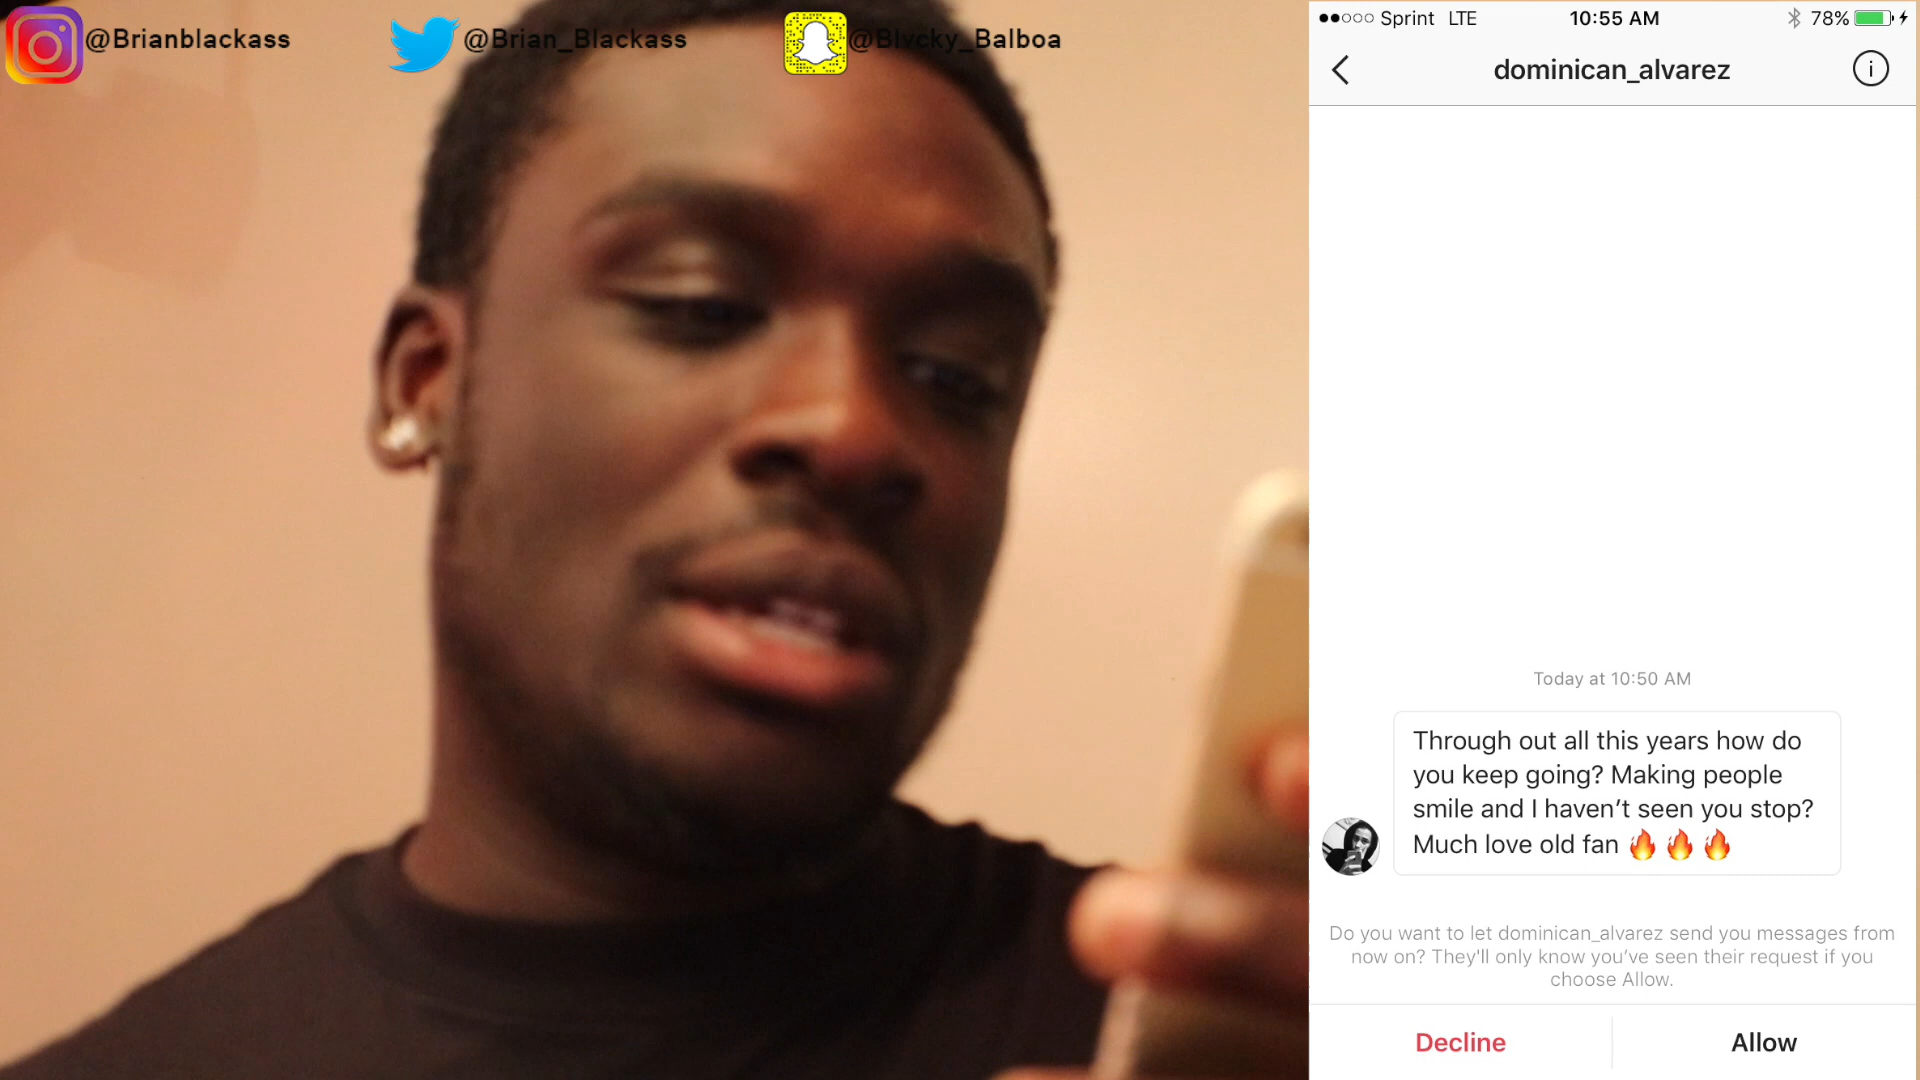 @Brianblackass
@Brian_Blackass
@Blvcky_Balboa
Sprint LTE 10:55 AM 78%
dominican_alvarez
Today at 10:50 AM
Through out all this years how do
you keep going? Making people
smile and I haven't seen you stop?
Much love old fan 🔥🔥🔥
Do you want to let dominican_alvarez send you messages from
now on? They'll only know you've seen their request if you
choose Allow.
Decline Allow